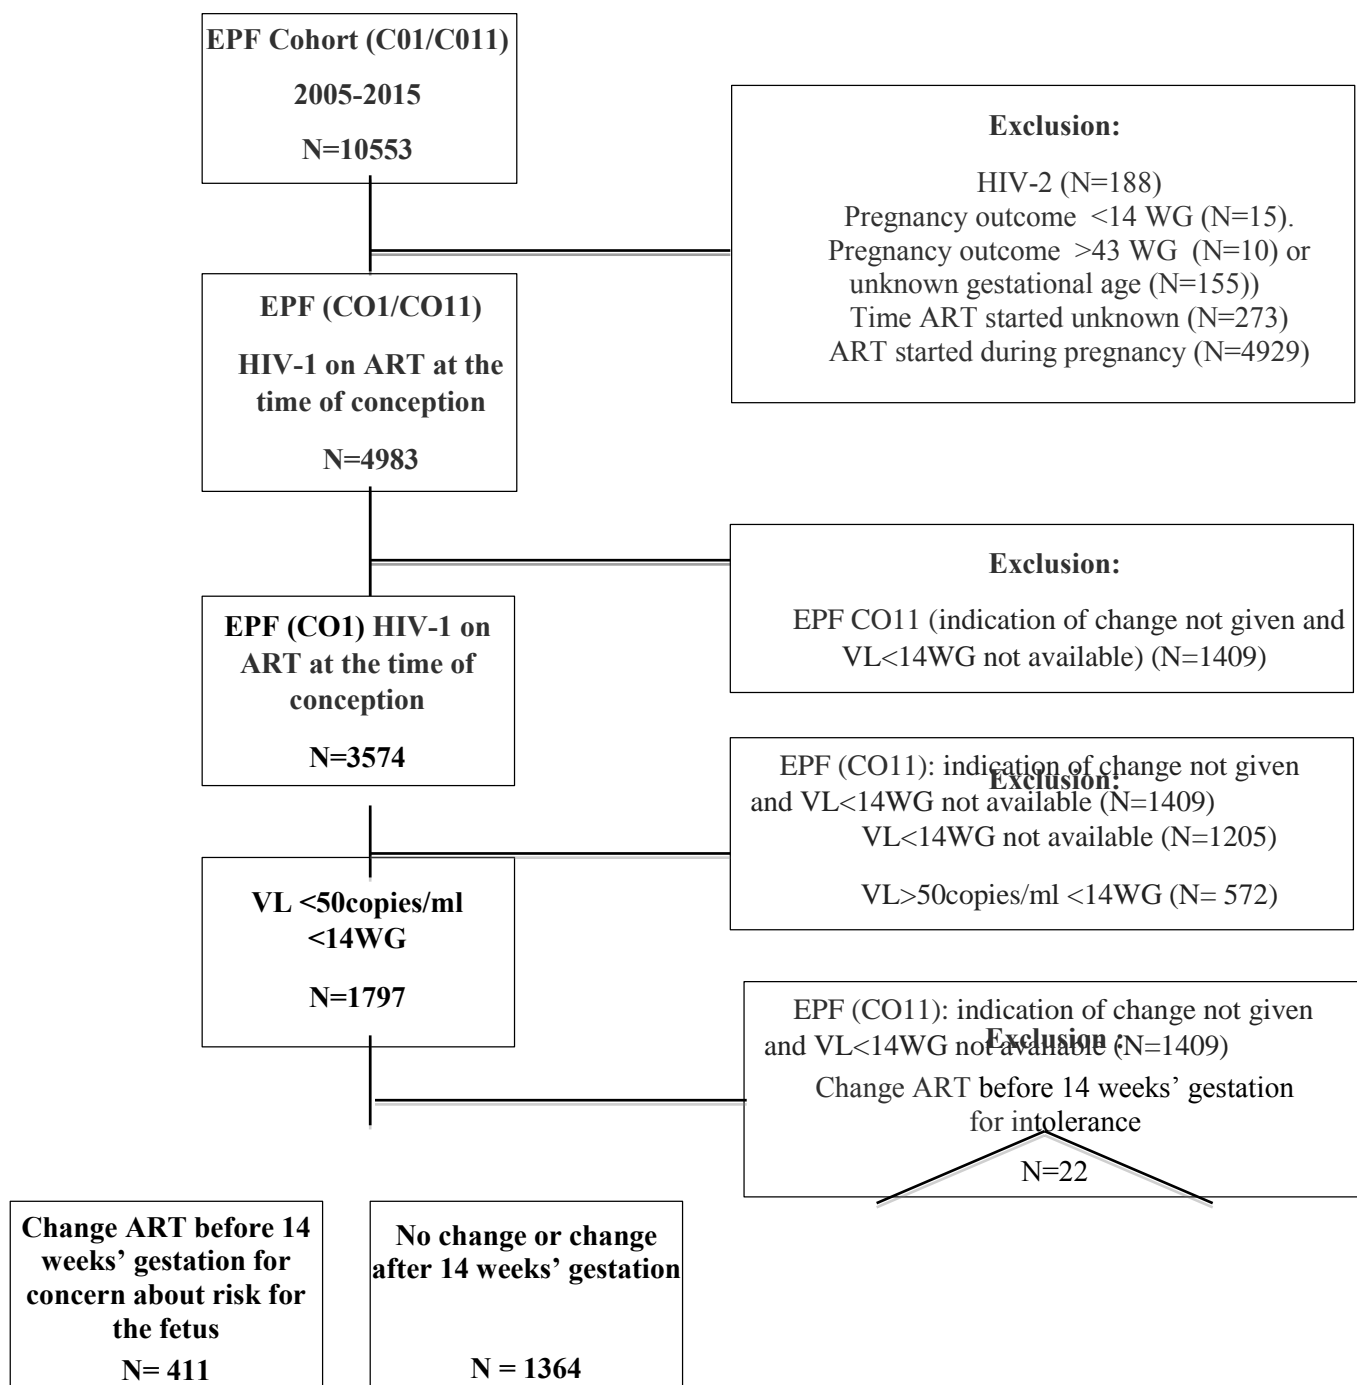 EPF Cohort (C01/C011)
2005-2015
N=10553
Exclusion:
HIV-2 (N=188)
Pregnancy outcome <14 WG (N=15).
Pregnancy outcome >43 WG (N=10) or
unknown gestational age (N=155))
Time ART started unknown (N=273)
ART started during pregnancy (N=4929)
EPF (CO1/CO11)
HIV-1 on ART at the
time of conception
N=4983
Exclusion:
EPF CO11 (indication of change not given and
VL<14WG not available) (N=1409)
EPF (CO1) HIV-1 on
ART at the time of
conception
N=3574
EPF (CO11): indication of change not given
Exclusion:
and VL<14WG not available (N=1409)
VL<14WG not available (N=1205)
VL>50copies/ml <14WG (N= 572)
VL <50copies/ml
<14WG
N=1797
EPF (CO11): indication of change not given
Exclusion :
and VL<14WG not available (N=1409)
Change ART before 14 weeks’ gestation
for intolerance
N=22
Change ART before 14
weeks’ gestation for
concern about risk for
the fetus
N= 411
No change or change
after 14 weeks’ gestation
N = 1364